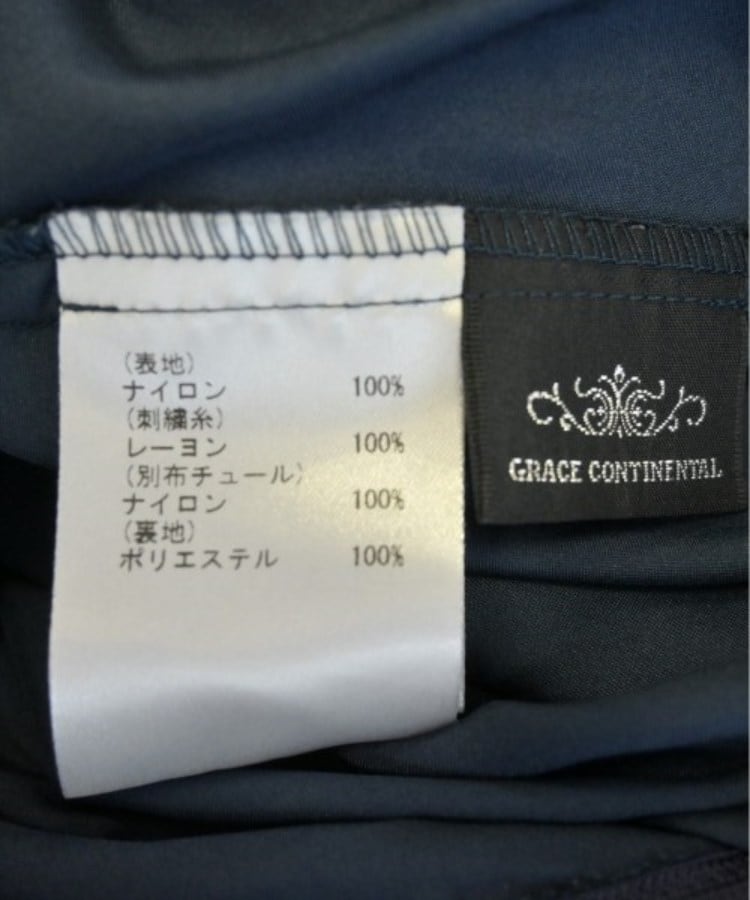 (表地)
ナイロン 100%
(刺繍糸)
レーヨン 100%
(別布チュール)
ナイロン 100%
(裏地)
ポリエステル 100%
GRACE CONTINENTAL